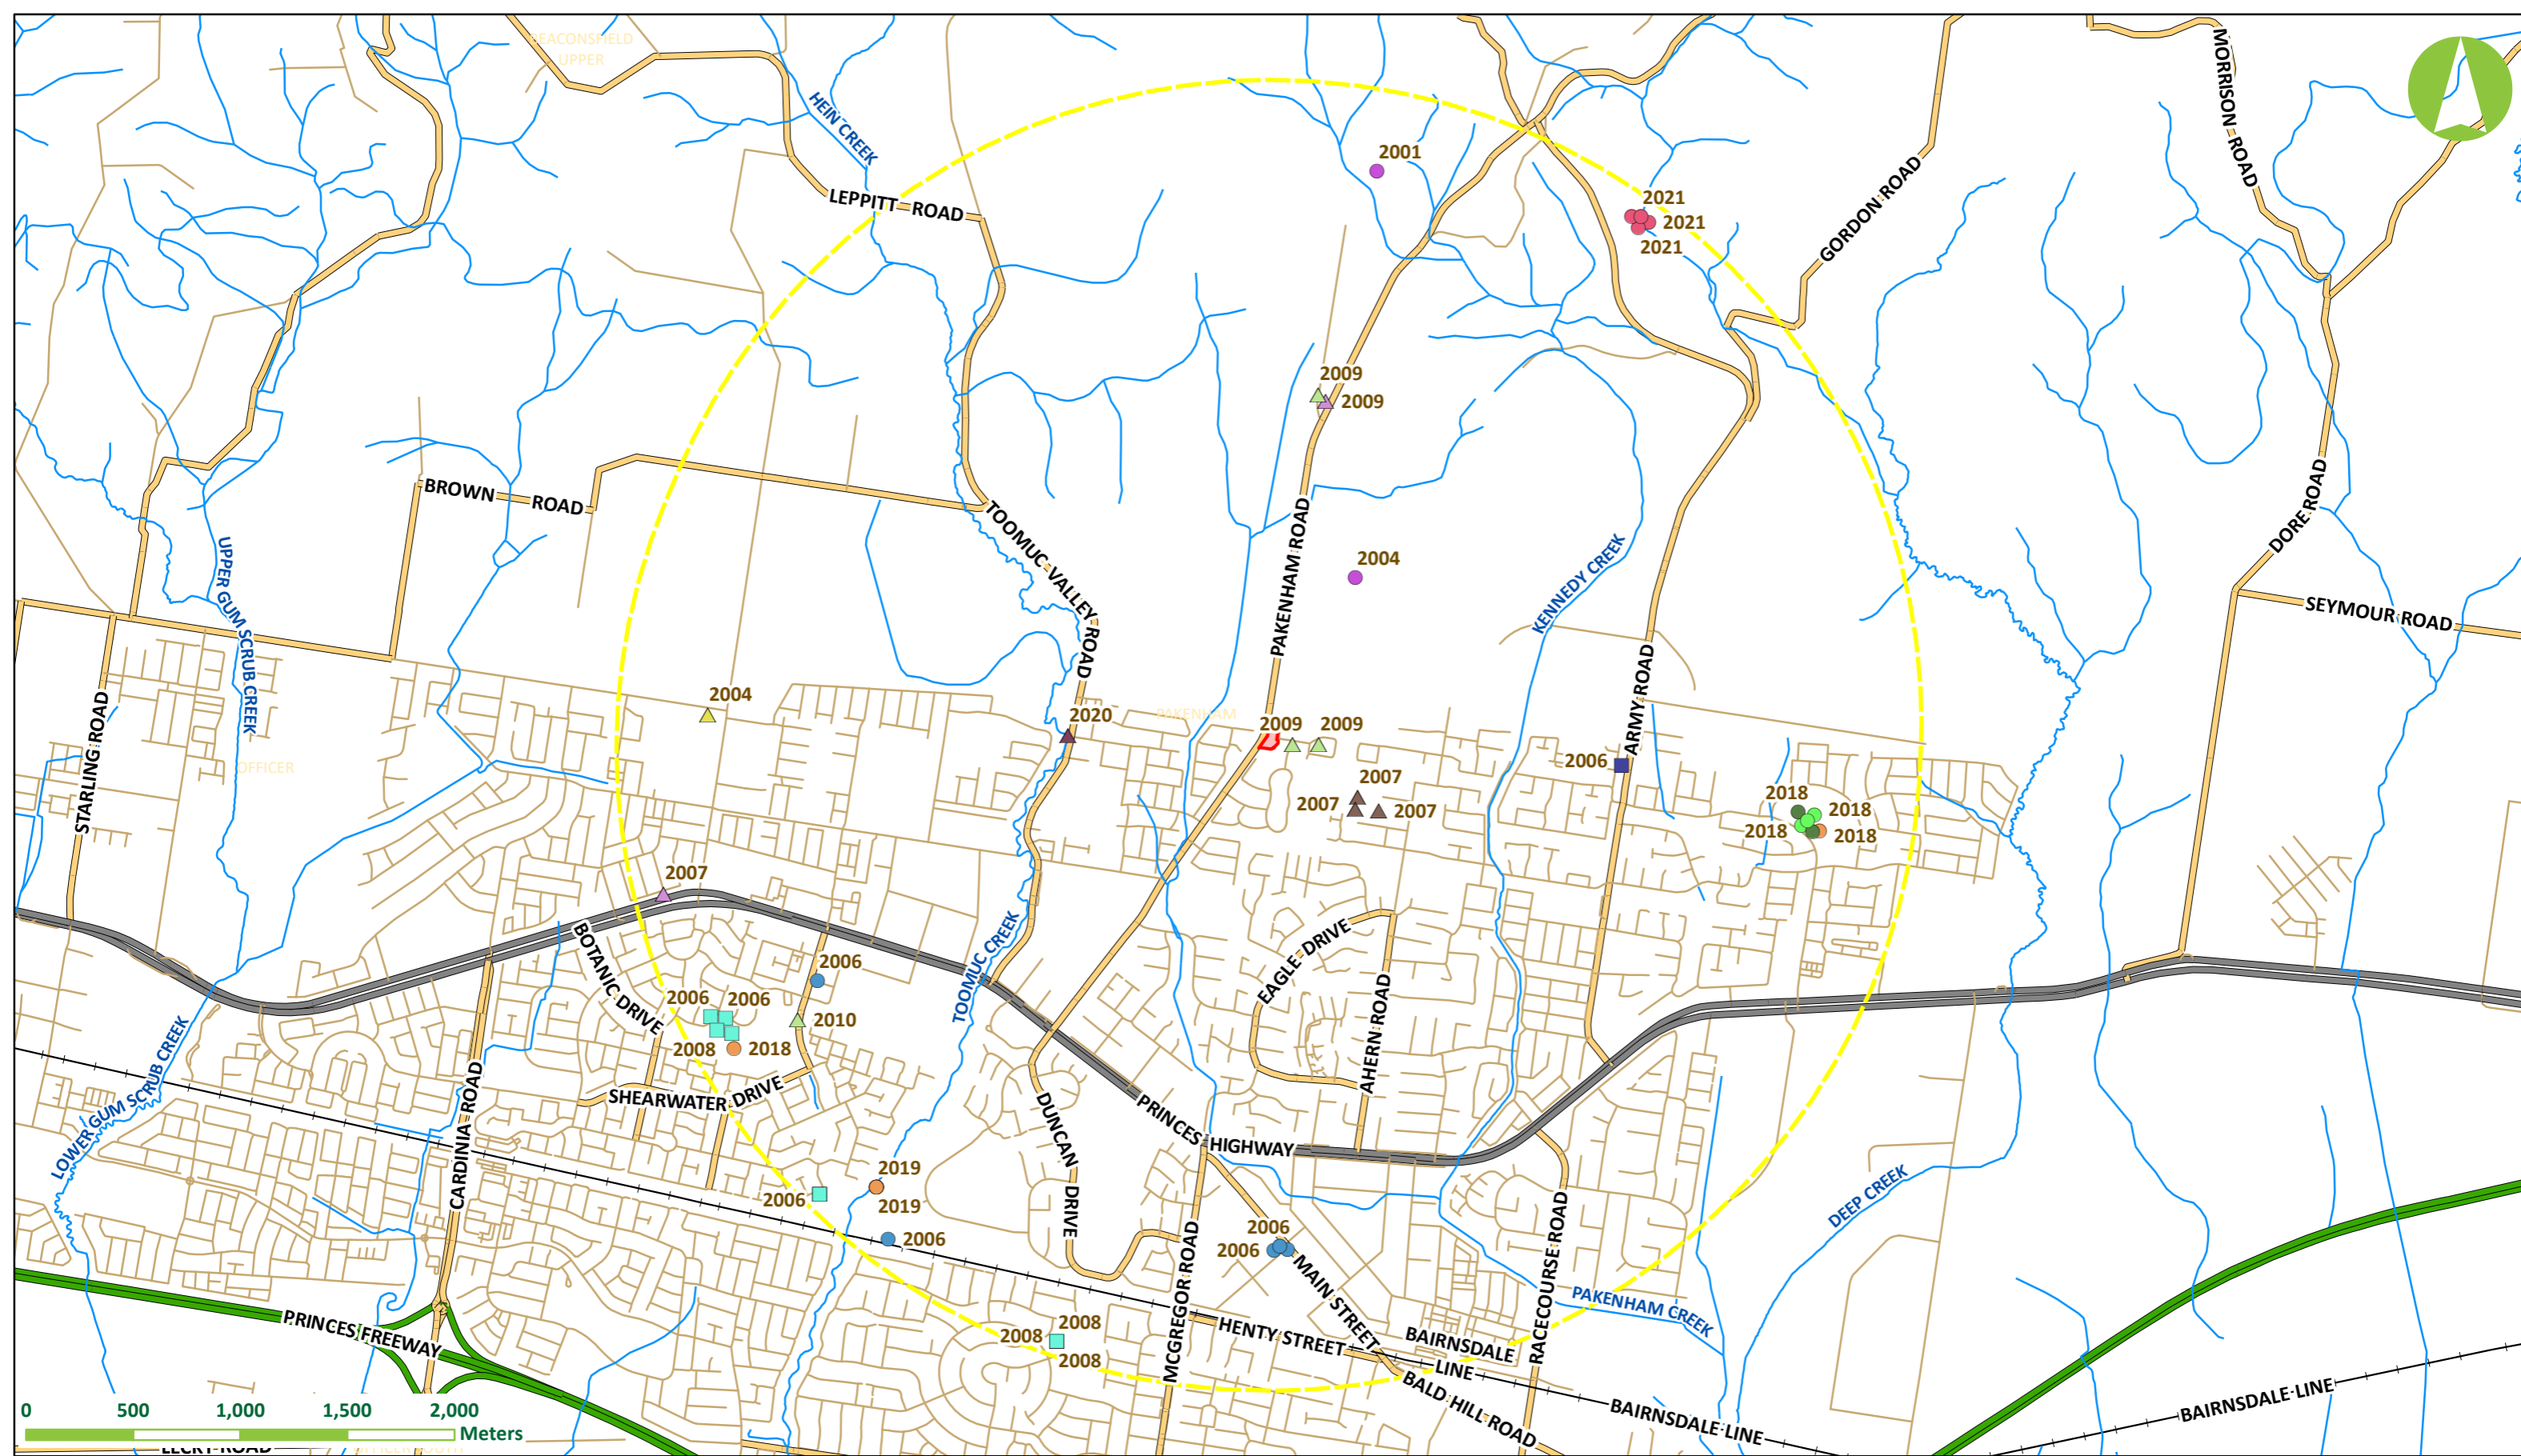 BEACONSFIELD
UPPER
HEIN CREEK
MORRISON ROAD
2001
LEPPITT ROAD
GORDON ROAD
2021
2021
2021
2009
2009
BROWN ROAD
TOOMUC VALLEY ROAD
PAKENHAM ROAD
DORE ROAD
UPPER GUM SCRUB CREEK
2004
KENNEDY CREEK
SEYMOUR ROAD
2004
STARLING ROAD
2020
PAKENHAM
2009
2009
ARMY ROAD
OFFICER
2006
2007
2007
2007
2018
2018
2018
2018
2007
BOTANIC DRIVE
TOOMUC CREEK
EAGLE DRIVE
AHERN ROAD
2006
2006
2006
2010
2008
2018
LOWER GUM SCRUB CREEK
CARDINIA ROAD
SHEARWATER DRIVE
DUNCAN DRIVE
PRINCES HIGHWAY
2019
2019
2006
2006
2006
2006
DEEP CREEK
RACECOURSE ROAD
MCGREGOR ROAD
MAIN STREET
PAKENHAM CREEK
PRINCES FREEWAY
2008
2008
2008
HENTY STREET
BAIRNSDALE
LINE
BALD HILL ROAD
BAIRNSDALE LINE
BAIRNSDALE LINE
0 500 1,000 1,500 2,000
Meters
LECKY ROAD
OFFICER SOUTH